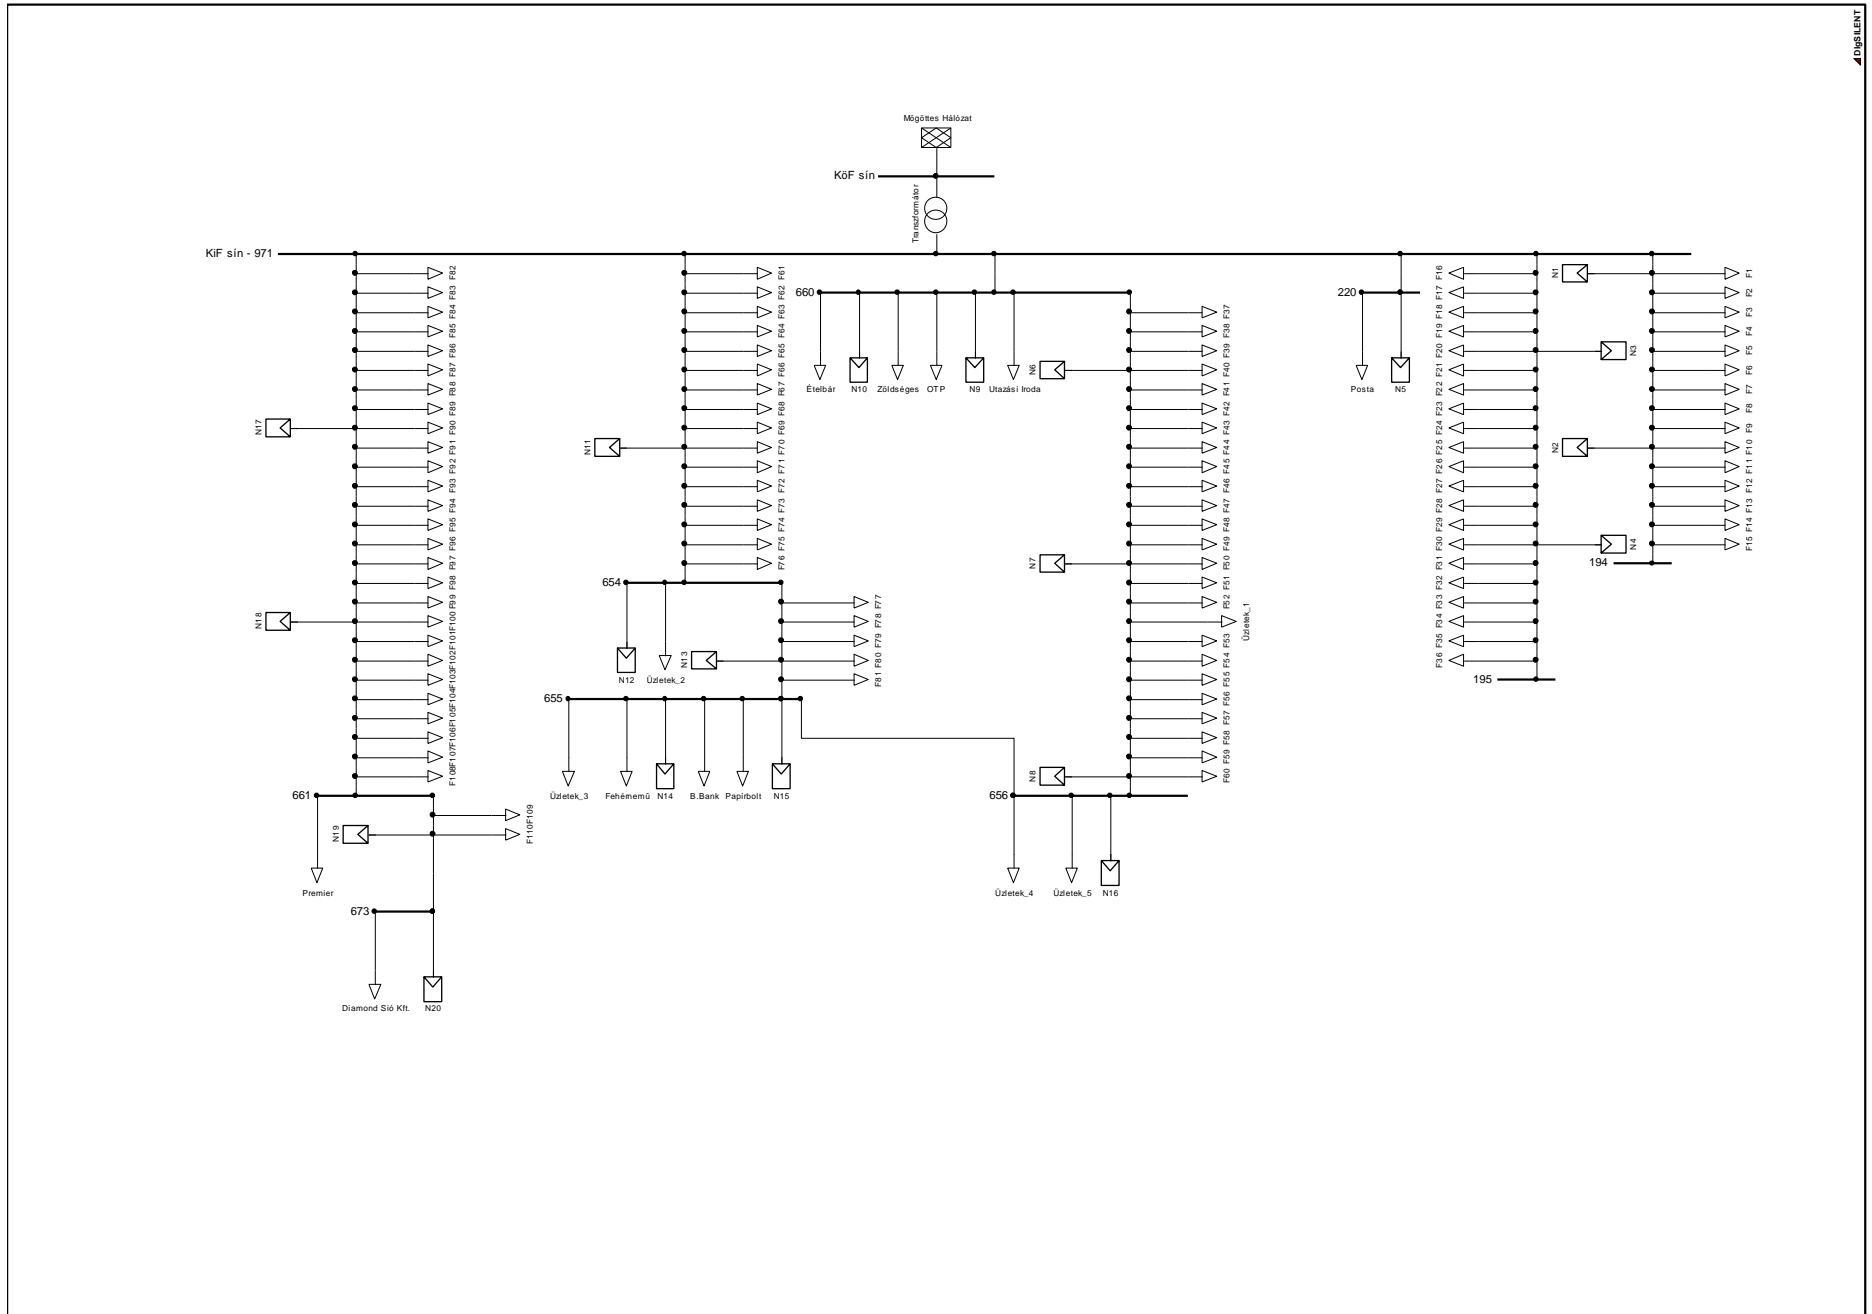 DIgSILENT
Mögöttes Hálózat
KöF sín
Transzformátor
KiF sín - 971
F82
F83
F84
F85
F86
F87
F88
F89
F90
F91
F92
F93
F94
F95
F96
F97
F98
F99
F100
F101
F102
F103
F104
F105
F106
F107
F108
N17
N18
661
Premier
N19
F109
F110
673
Diamond Sió Kft.
N20
F61
F62
F63
F64
F65
F66
F67
F68
F69
F70
F71
F72
F73
F74
F75
F76
N11
654
N12
Üzletek_2
N13
F77
F78
F79
F80
F81
655
Üzletek_3
Fehérnemű
N14
B.Bank
Papírbolt
N15
660
Ételbár
N10
Zöldséges
OTP
N9
Utazási Iroda
N6
N7
N8
F37
F38
F39
F40
F41
F42
F43
F44
F45
F46
F47
F48
F49
F50
F51
F52
Üzletek_1
F53
F54
F55
F56
F57
F58
F59
F60
656
Üzletek_4
Üzletek_5
N16
220
Posta
N5
F16
F17
F18
F19
F20
F21
F22
F23
F24
F25
F26
F27
F28
F29
F30
F31
F32
F33
F34
F35
F36
195
N1
N3
N2
N4
194
F1
F2
F3
F4
F5
F6
F7
F8
F9
F10
F11
F12
F13
F14
F15